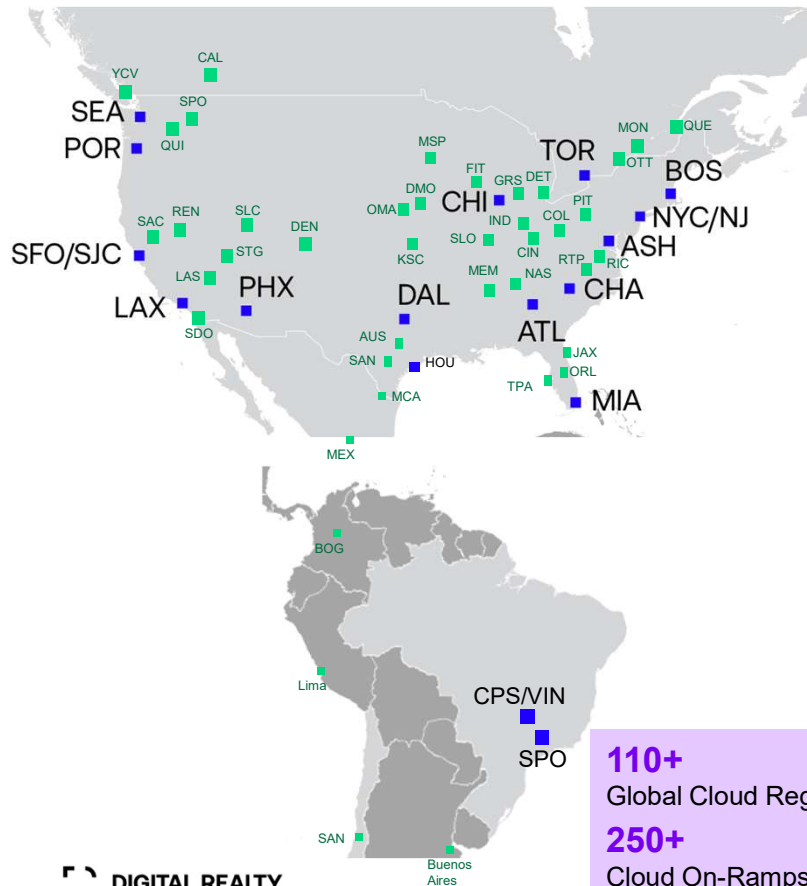 CAL
YCV
SPO
SEA
QUI
POR
MSP
MON
QUE
TOR
OTT
BOS
FIT
GRS
DET
DMO
OMA
CHI
PIT
NYC/NJ
SAC
REN
SLC
DEN
IND
COL
SLO
CIN
ASH
KSC
STG
SFO/SJC
RTP
RIC
LAS
MEM
NAS
CHA
LAX
PHX
DAL
SDO
ATL
AUS
SAN
HOU
JAX
ORL
TPA
MCA
MIA
MEX
BOG
Lima
CPS/VIN
SPO
SAN
Buenos
Aires
110+
Global Cloud Reg
250+
Cloud On-Ramps
DIGITAL REALTY